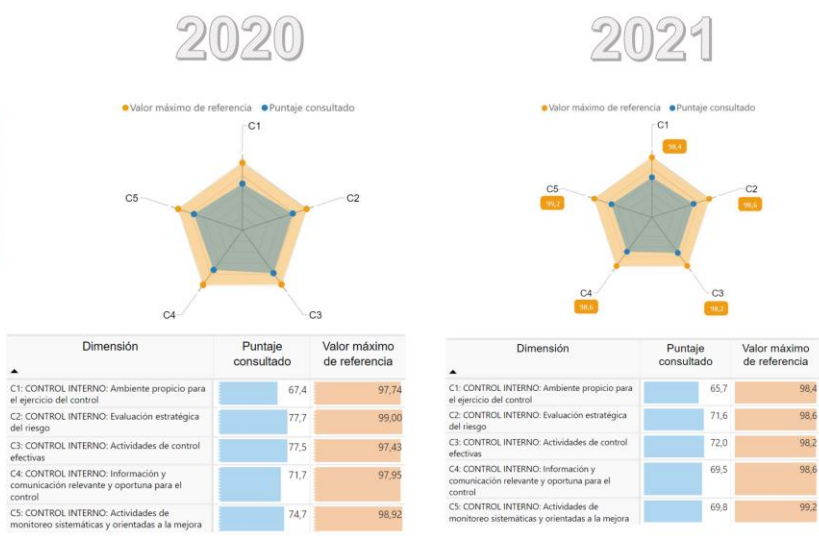 2020
Valor máximo de referencia Puntaje consultado
C1
C5
C2
C4
C3
Dimensión Puntaje consultado Valor máximo de referencia
C1: CONTROL INTERNO: Ambiente propicio para
el ejercicio del control
67,4 97,74
C2: CONTROL INTERNO: Evaluación estratégica
del riesgo
77,7 99,00
C3: CONTROL INTERNO: Actividades de control
efectivas
77,5 97,43
C4: CONTROL INTERNO: Información y
comunicación relevante y oportuna para el
control
71,7 97,95
C5: CONTROL INTERNO: Actividades de
monitoreo sistemáticas y orientadas a la mejora
74,7 98,92
2021
Valor máximo de referencia Puntaje consultado
C1
98,4
C5
99,2
C2
98,6
C4
98,6
C3
98,2
Dimensión Puntaje consultado Valor máximo de referencia
C1: CONTROL INTERNO: Ambiente propicio para
el ejercicio del control
65,7 98,4
C2: CONTROL INTERNO: Evaluación estratégica
del riesgo
71,6 98,6
C3: CONTROL INTERNO: Actividades de control
efectivas
72,0 98,2
C4: CONTROL INTERNO: Información y
comunicación relevante y oportuna para el
control
69,5 98,6
C5: CONTROL INTERNO: Actividades de
monitoreo sistemáticas y orientadas a la mejora
69,8 99,2